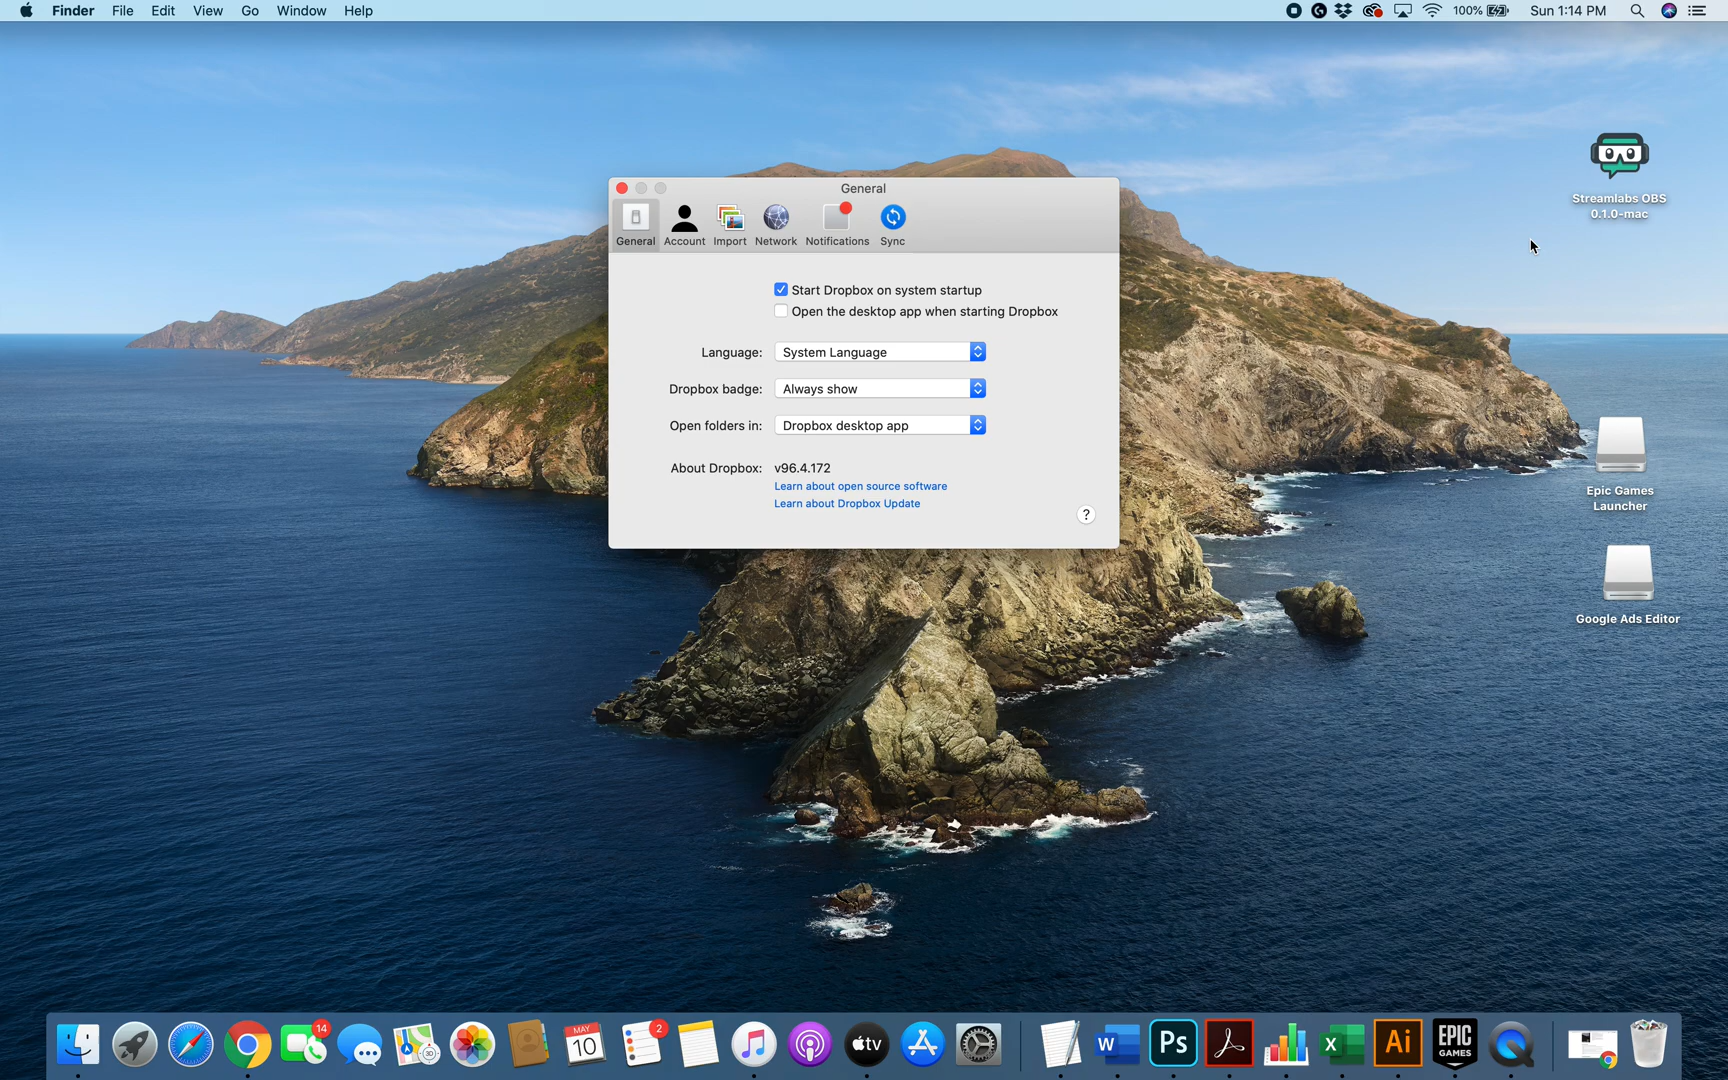 Finder File Edit View Go Window Help
100% Sun 1:14 PM
General
General Account Import Network Notifications Sync
Start Dropbox on system startup
Open the desktop app when starting Dropbox
Language: System Language
Dropbox badge: Always show
Open folders in: Dropbox desktop app
About Dropbox: v96.4.172
Learn about open source software
Learn about Dropbox Update
?
Streamlabs OBS
0.1.0-mac
Epic Games
Launcher
Google Ads Editor
14
3D
MAY
10
2
tv
W
Ps
X
Ai
EPIC
GAMES